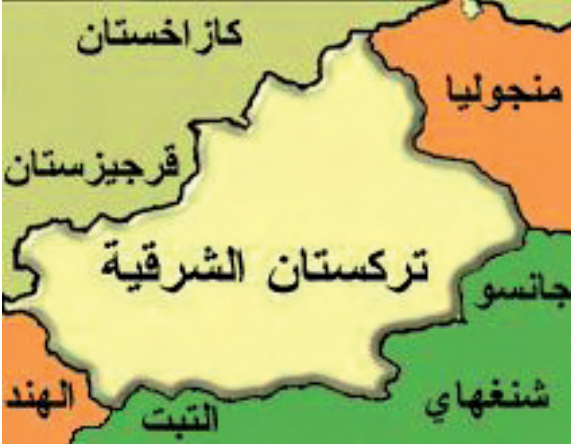 كازاخستان
منجوليا
قرجيزستان
تركستان الشرقية
جانسو
الهند
التبت
شنغهاي